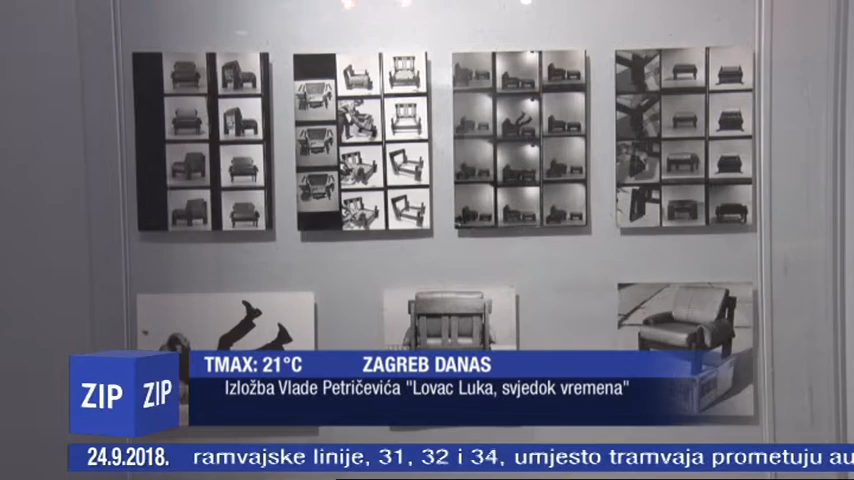 TMAX: 21°C ZAGREB DANAS
ZIP ZIP Izložba Vlade Petričevića "Lovac Luka, svjedok vremena"
24.9.2018. ramvajske linije, 31, 32 i 34, umjesto tramvaja prometuju au